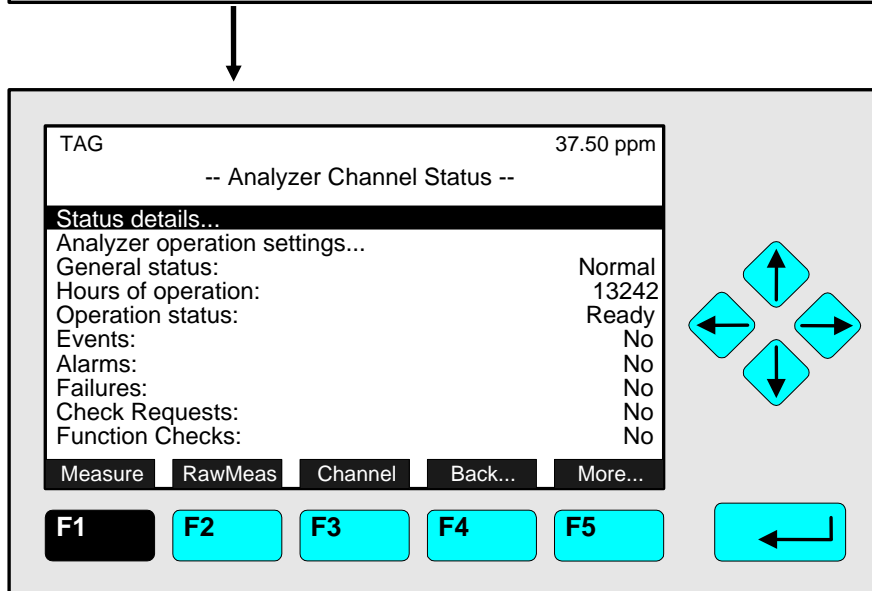 TAG 37.50 ppm
-- Analyzer Channel Status --
Status details...
Analyzer operation settings...
General status: Normal
Hours of operation: 13242
Operation status: Ready
Events: No
Alarms: No
Failures: No
Check Requests: No
Function Checks: No
Measure RawMeas Channel Back... More...
F1 F2 F3 F4 F5